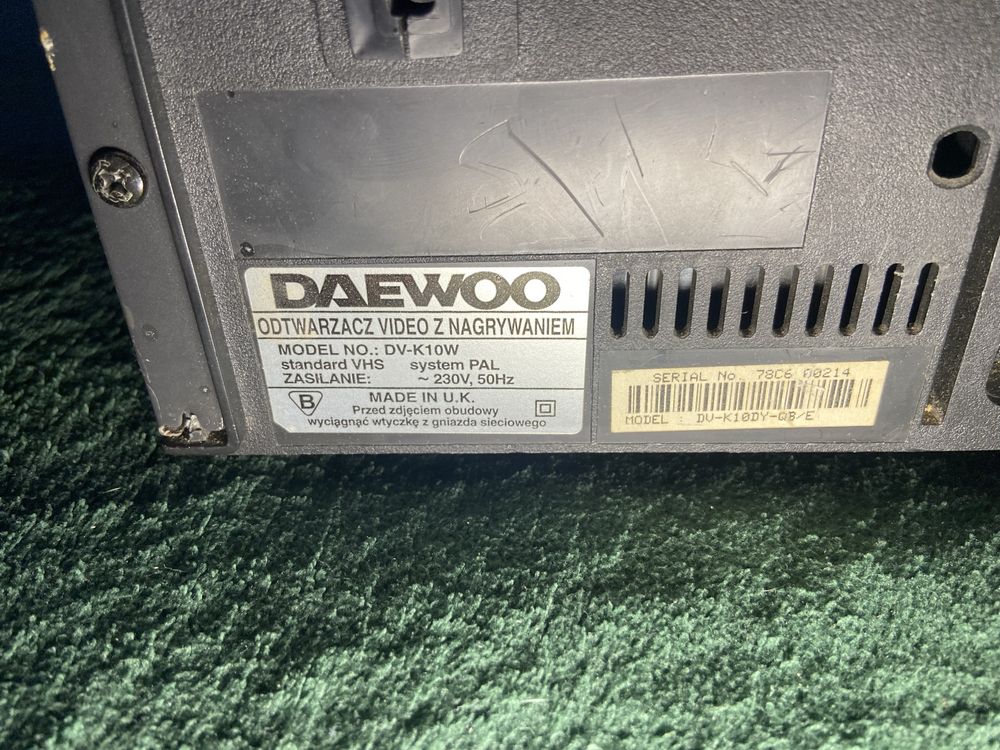 DAEWOO
ODTWARZACZ VIDEO Z NAGRYWANIEM
MODEL NO.: DV-K10W
standard VHS system PAL
ZASILANIE: ~ 230V, 50Hz
B MADE IN U.K.
Przed zdjęciem obudowy
wyciągnąć wtyczkę z gniazda sieciowego
SERIAL No. 78C6 00214
MODEL : DV-K10DY-QB/E